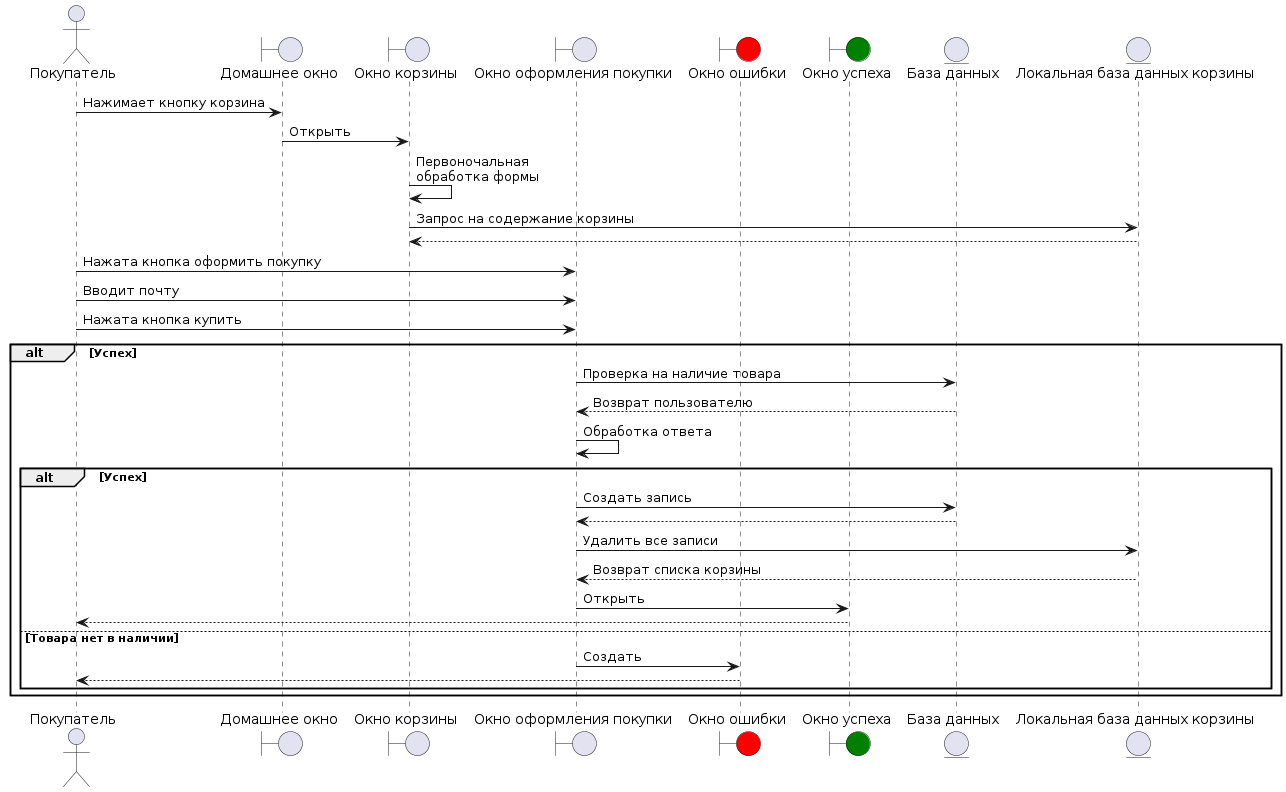 Покупатель
Домашнее окно
Окно корзины
Окно оформления покупки
Окно ошибки
Окно успеха
База данных
Локальная база данных корзины
Нажимает кнопку корзина
Открыть
Первоночальная
обработка формы
Запрос на содержание корзины
Нажата кнопка оформить покупку
Вводит почту
Нажата кнопка купить
alt [Успех]
Проверка на наличие товара
Возврат пользователю
Обработка ответа
alt [Успех]
Создать запись
Удалить все записи
Возврат списка корзины
Открыть
[Товара нет в наличии]
Создать
Покупатель
Домашнее окно
Окно корзины
Окно оформления покупки
Окно ошибки
Окно успеха
База данных
Локальная база данных корзины